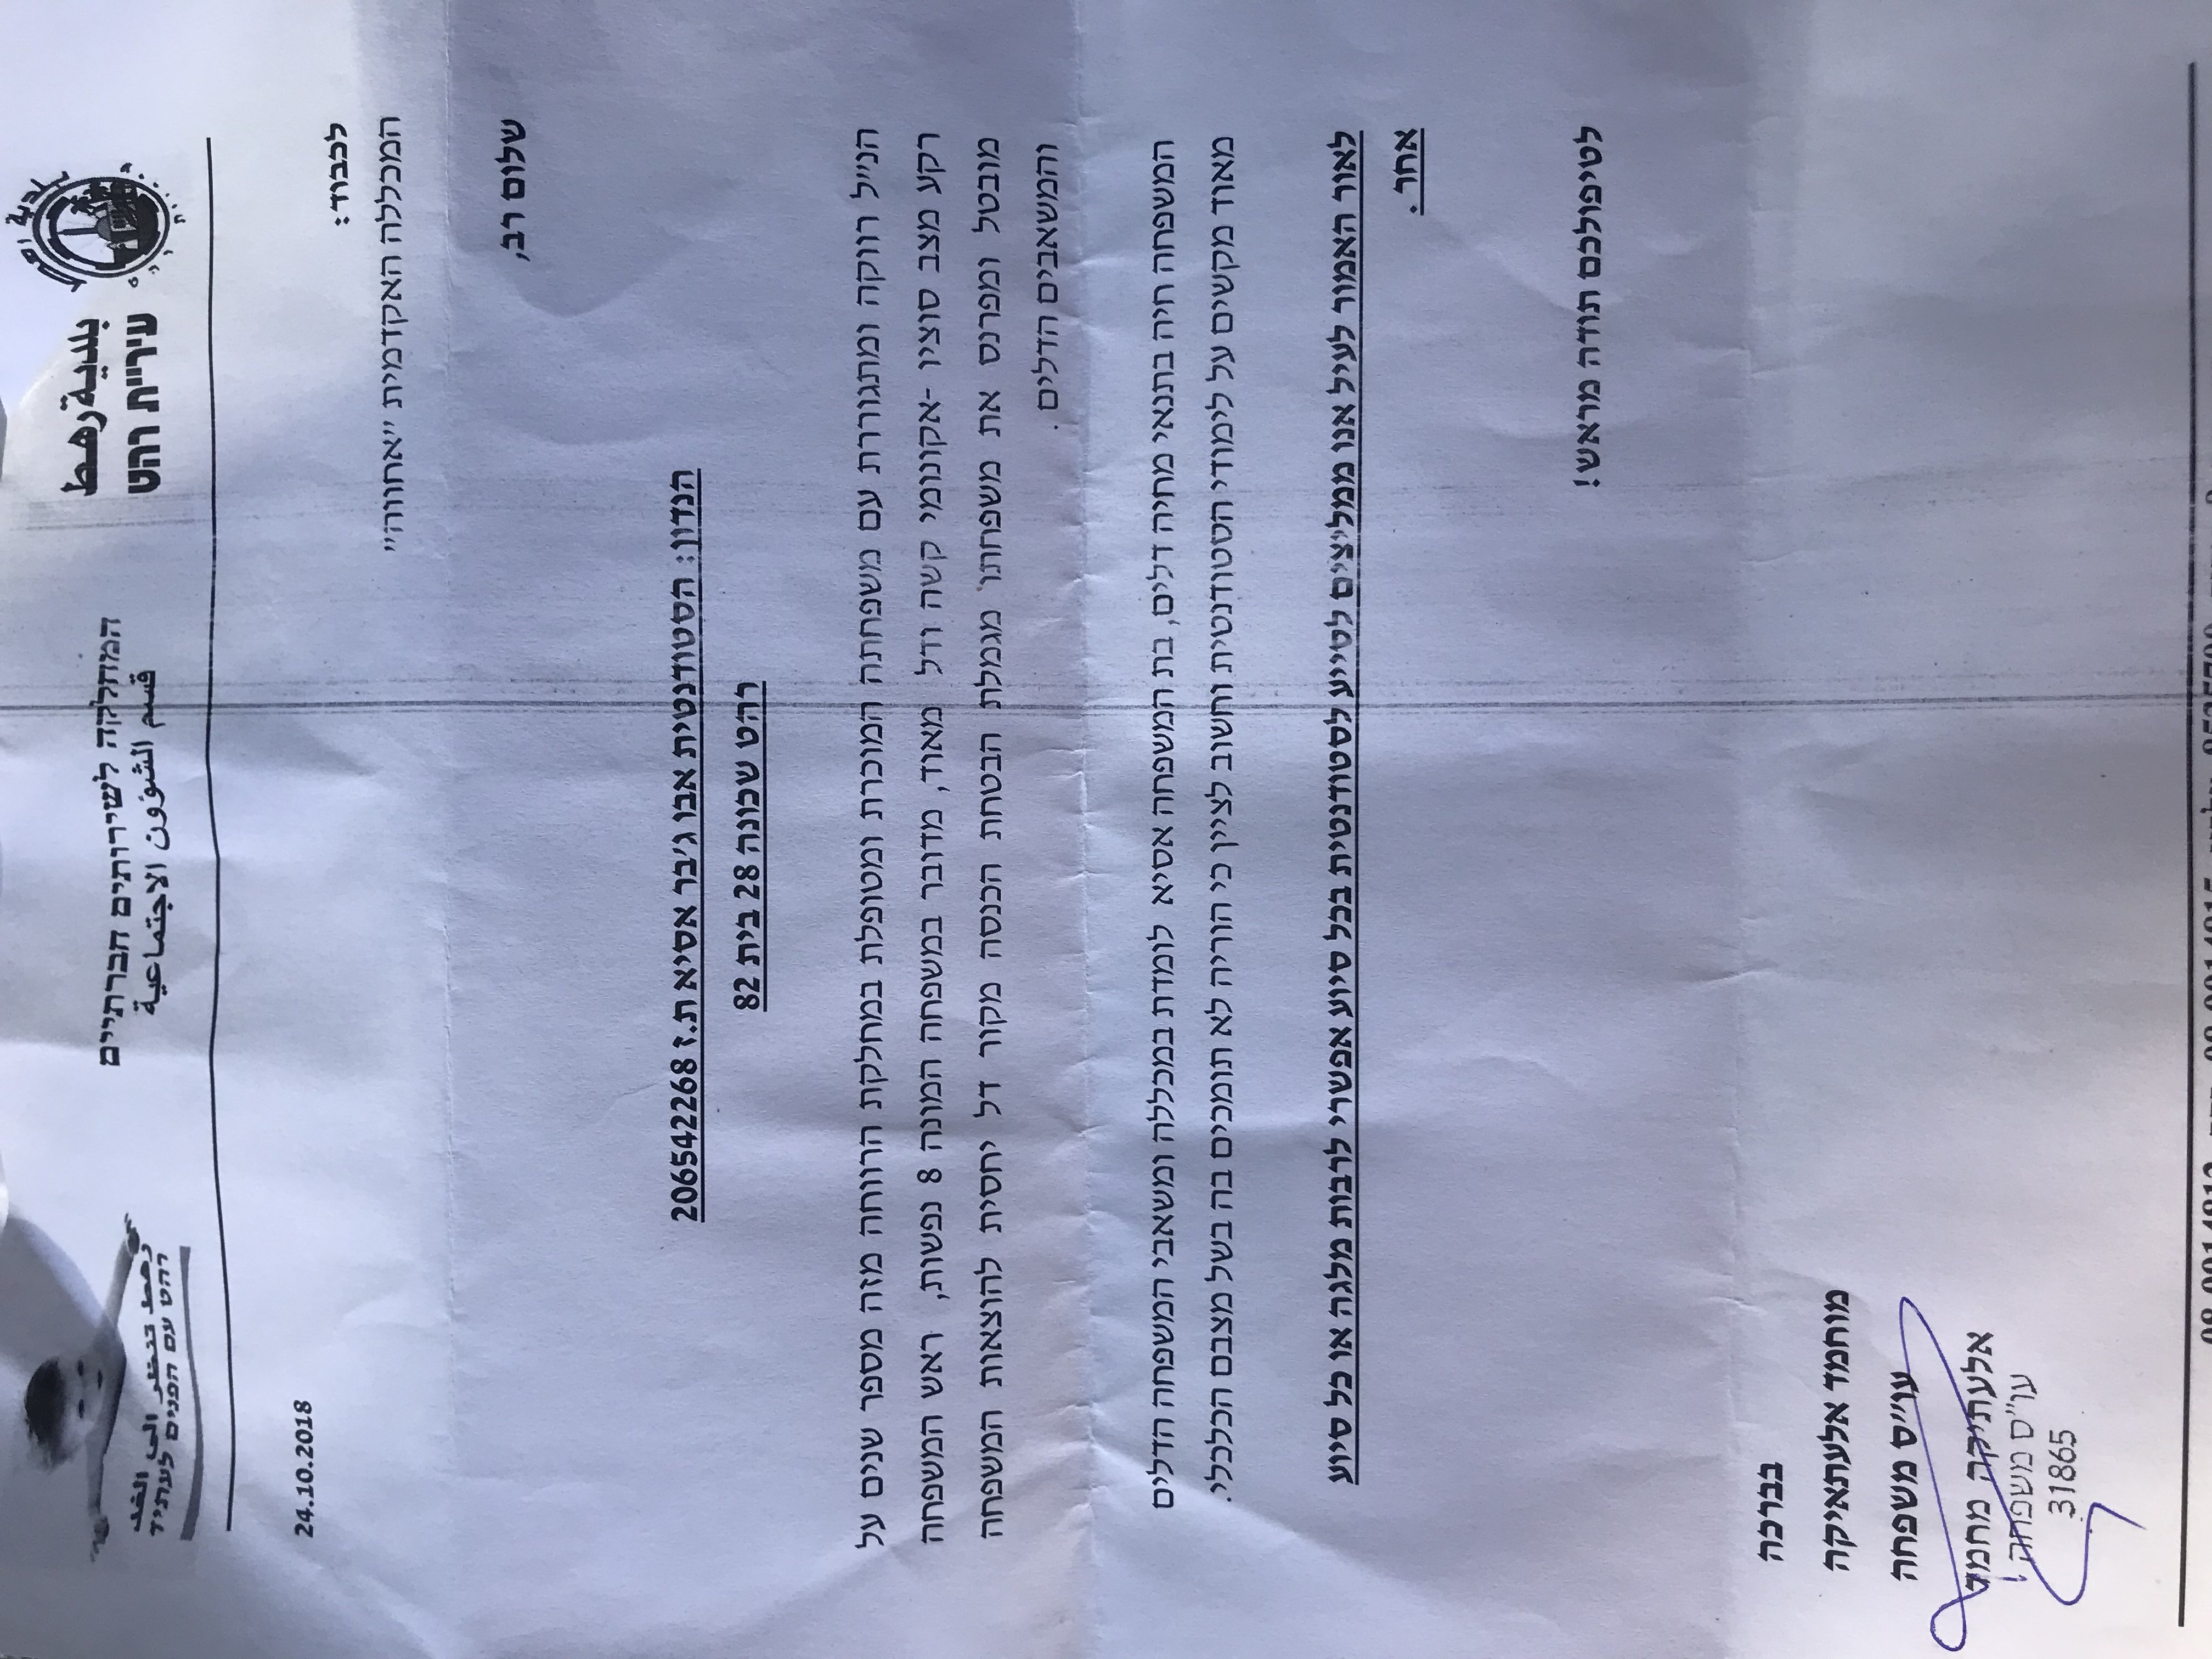 بلدية رهط
עיריית רהט
המחלקה לשירותים חברתיים
قسم الشؤون الاجتماعية
رهط تنظر الى الغد
רהט עם הפנים לעתיד
24.10.2018
לכבוד:
המכללה האקדמית "אחווה"
שלום רב,
הנדון: הסטודנטית אבו ג'בר אסיא ת.ז 206542268
רהט שכונה 28 בית 82
הנ"ל רווקה ומתגוררת עם משפחתה המוכרת ומטופלת במחלקת הרווחה מזה מספר שנים על
רקע מצב סוציו -אקונומי קשה ודל מאוד, מדובר במשפחה המונה 8 נפשות, ראש המשפחה
מובטל ומפרנס את משפחתו מגמלת הבטחת הכנסה מקור דל יחסית להוצאות המשפחה
והמשאבים הדלים .
המשפחה חיה בתנאי מחיה דלים, בת המשפחה אסיא לומדת במכללה ומשאבי המשפחה הדלים
מאוד מקשים על לימודי הסטודנטית וחשוב לציין כי הוריה לא תומכים בה בשל מצבם הכלכלי.
לאור האמור לעיל אנו ממליצים לסייע לסטודנטית בכל סיוע אפשרי לרבות מלגה או כל סיוע
אחר .
לטיפולכם תודה מראש!
בברכה
מוחמד אלעתאיקה
עו"ס משפחה
אלעתיקה מחמד
עו"ס משפחה
31865